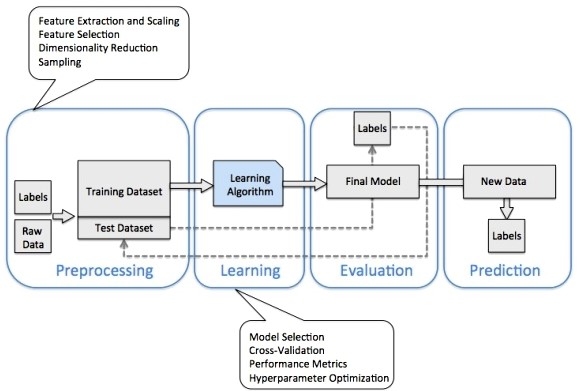 Feature Extraction and Scaling
Feature Selection
Dimensionality Reduction
Sampling
Labels
Raw
Data
Training Dataset
Test Dataset
Learning
Algorithm
Labels
Final Model
New Data
Labels
Preprocessing
Learning
Evaluation
Prediction
Model Selection
Cross-Validation
Performance Metrics
Hyperparameter Optimization